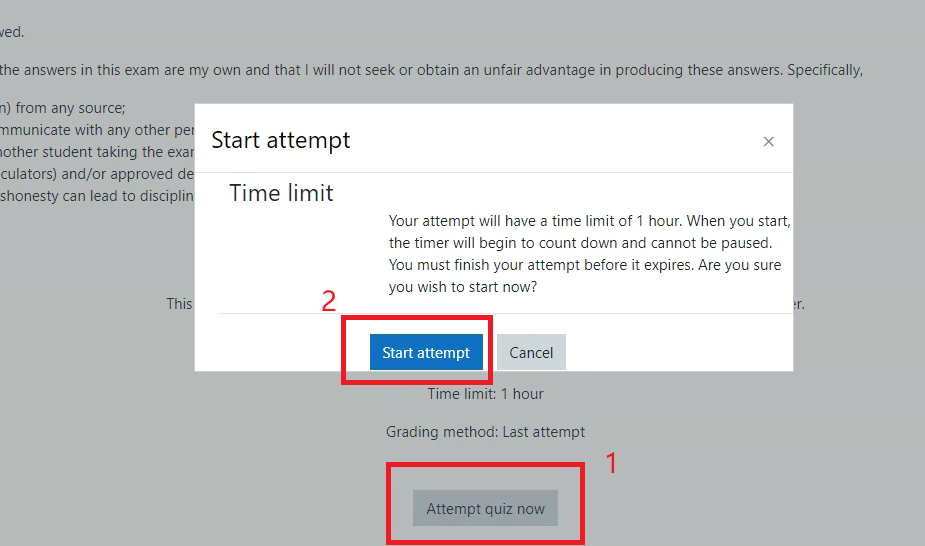 wed.
the answers in this exam are my own and that I will not seek or obtain an unfair advantage in producing these answers. Specifically,
n) from any source;
mmunicate with any other per
nother student taking the exar
culators) and/or approved de
shonesty can lead to disciplin
Start attempt
×
Time limit
Your attempt will have a time limit of 1 hour. When you start,
the timer will begin to count down and cannot be paused.
You must finish your attempt before it expires. Are you sure
you wish to start now?
This
er.
2
Start attempt
Cancel
Time limit: 1 hour
Grading method: Last attempt
1
Attempt quiz now